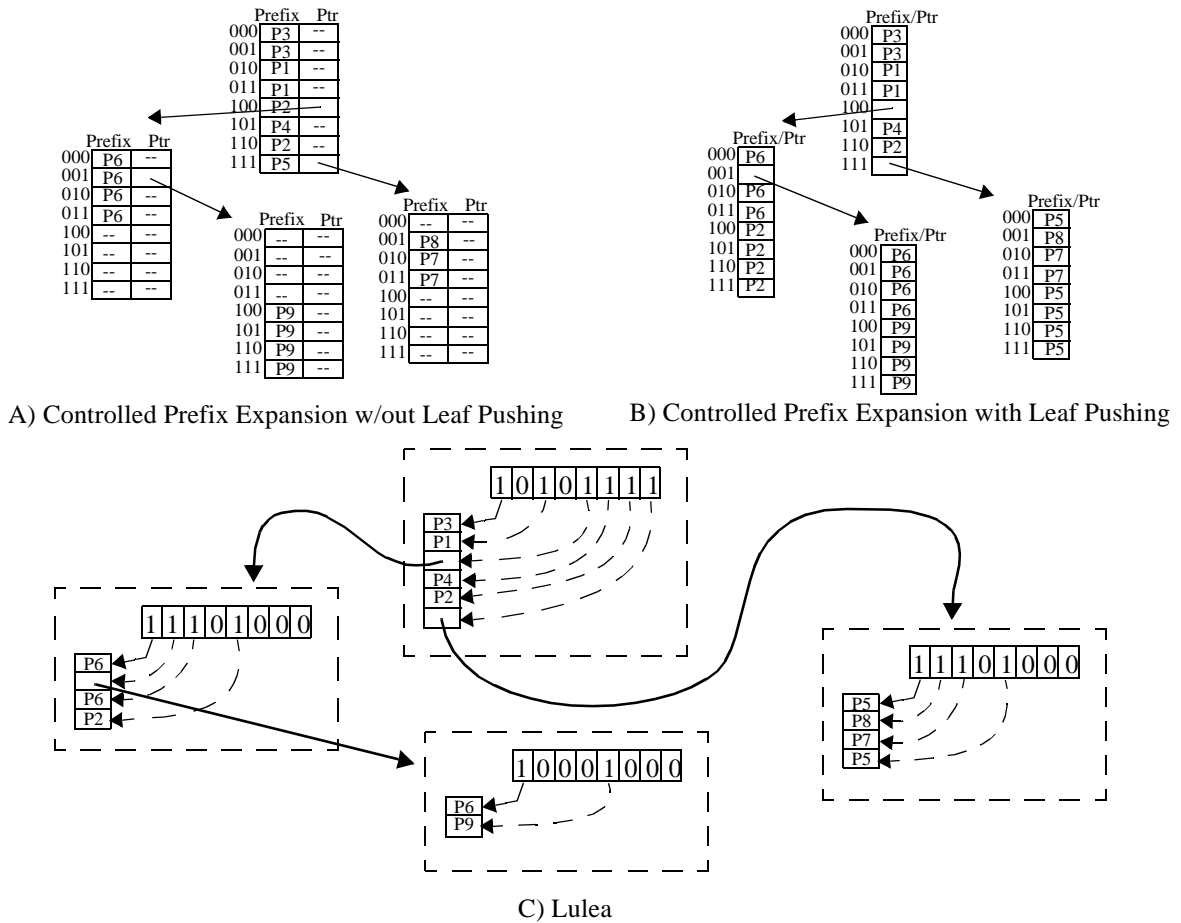 Prefix Ptr
000 P3 --
001 P3 --
010 P1 --
011 P1 --
100 P2
101 P4 --
110 P2 --
111 P5
Prefix Ptr
000 P6 --
001 P6
010 P6 --
011 P6 --
100 -- --
101 -- --
110 -- --
111 -- --
Prefix Ptr
000 -- --
001 -- --
010 -- --
011 -- --
100 P9 --
101 P9 --
110 P9 --
111 P9 --
Prefix Ptr
000 -- --
001 P8 --
010 P7 --
011 P7 --
100 -- --
101 -- --
110 -- --
111 -- --
A) Controlled Prefix Expansion w/out Leaf Pushing
Prefix/Ptr
000 P3
001 P3
010 P1
011 P1
100
101 P4
110 P2
111
Prefix/Ptr
000 P6
001
010 P6
011 P6
100 P2
101 P2
110 P2
111 P2
Prefix/Ptr
000 P6
001 P6
010 P6
011 P6
100 P9
101 P9
110 P9
111 P9
Prefix/Ptr
000 P5
001 P8
010 P7
011 P7
100 P5
101 P5
110 P5
111 P5
B) Controlled Prefix Expansion with Leaf Pushing
1 0 1 0 1 1 1 1
P3
P1
P4
P2
1 1 1 0 1 0 0 0
P6
P6
P2
1 0 0 0 1 0 0 0
P6
P9
1 1 1 0 1 0 0 0
P5
P8
P7
P5
C) Lulea